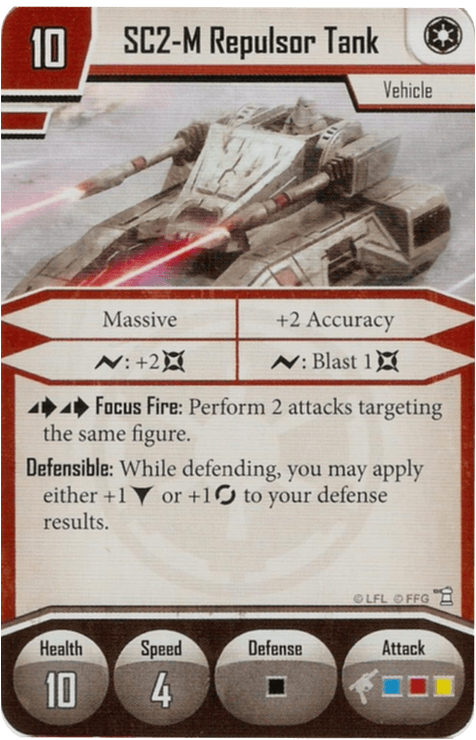 10
SC2-M Repulsor Tank
Vehicle
Massive
+2 Accuracy
: +2
: Blast 1
Focus Fire: Perform 2 attacks targeting
the same figure.
Defensible: While defending, you may apply
either +1 or +1 to your defense
results.
© LFL © FFG
Health
10
Speed
4
Defense
Attack